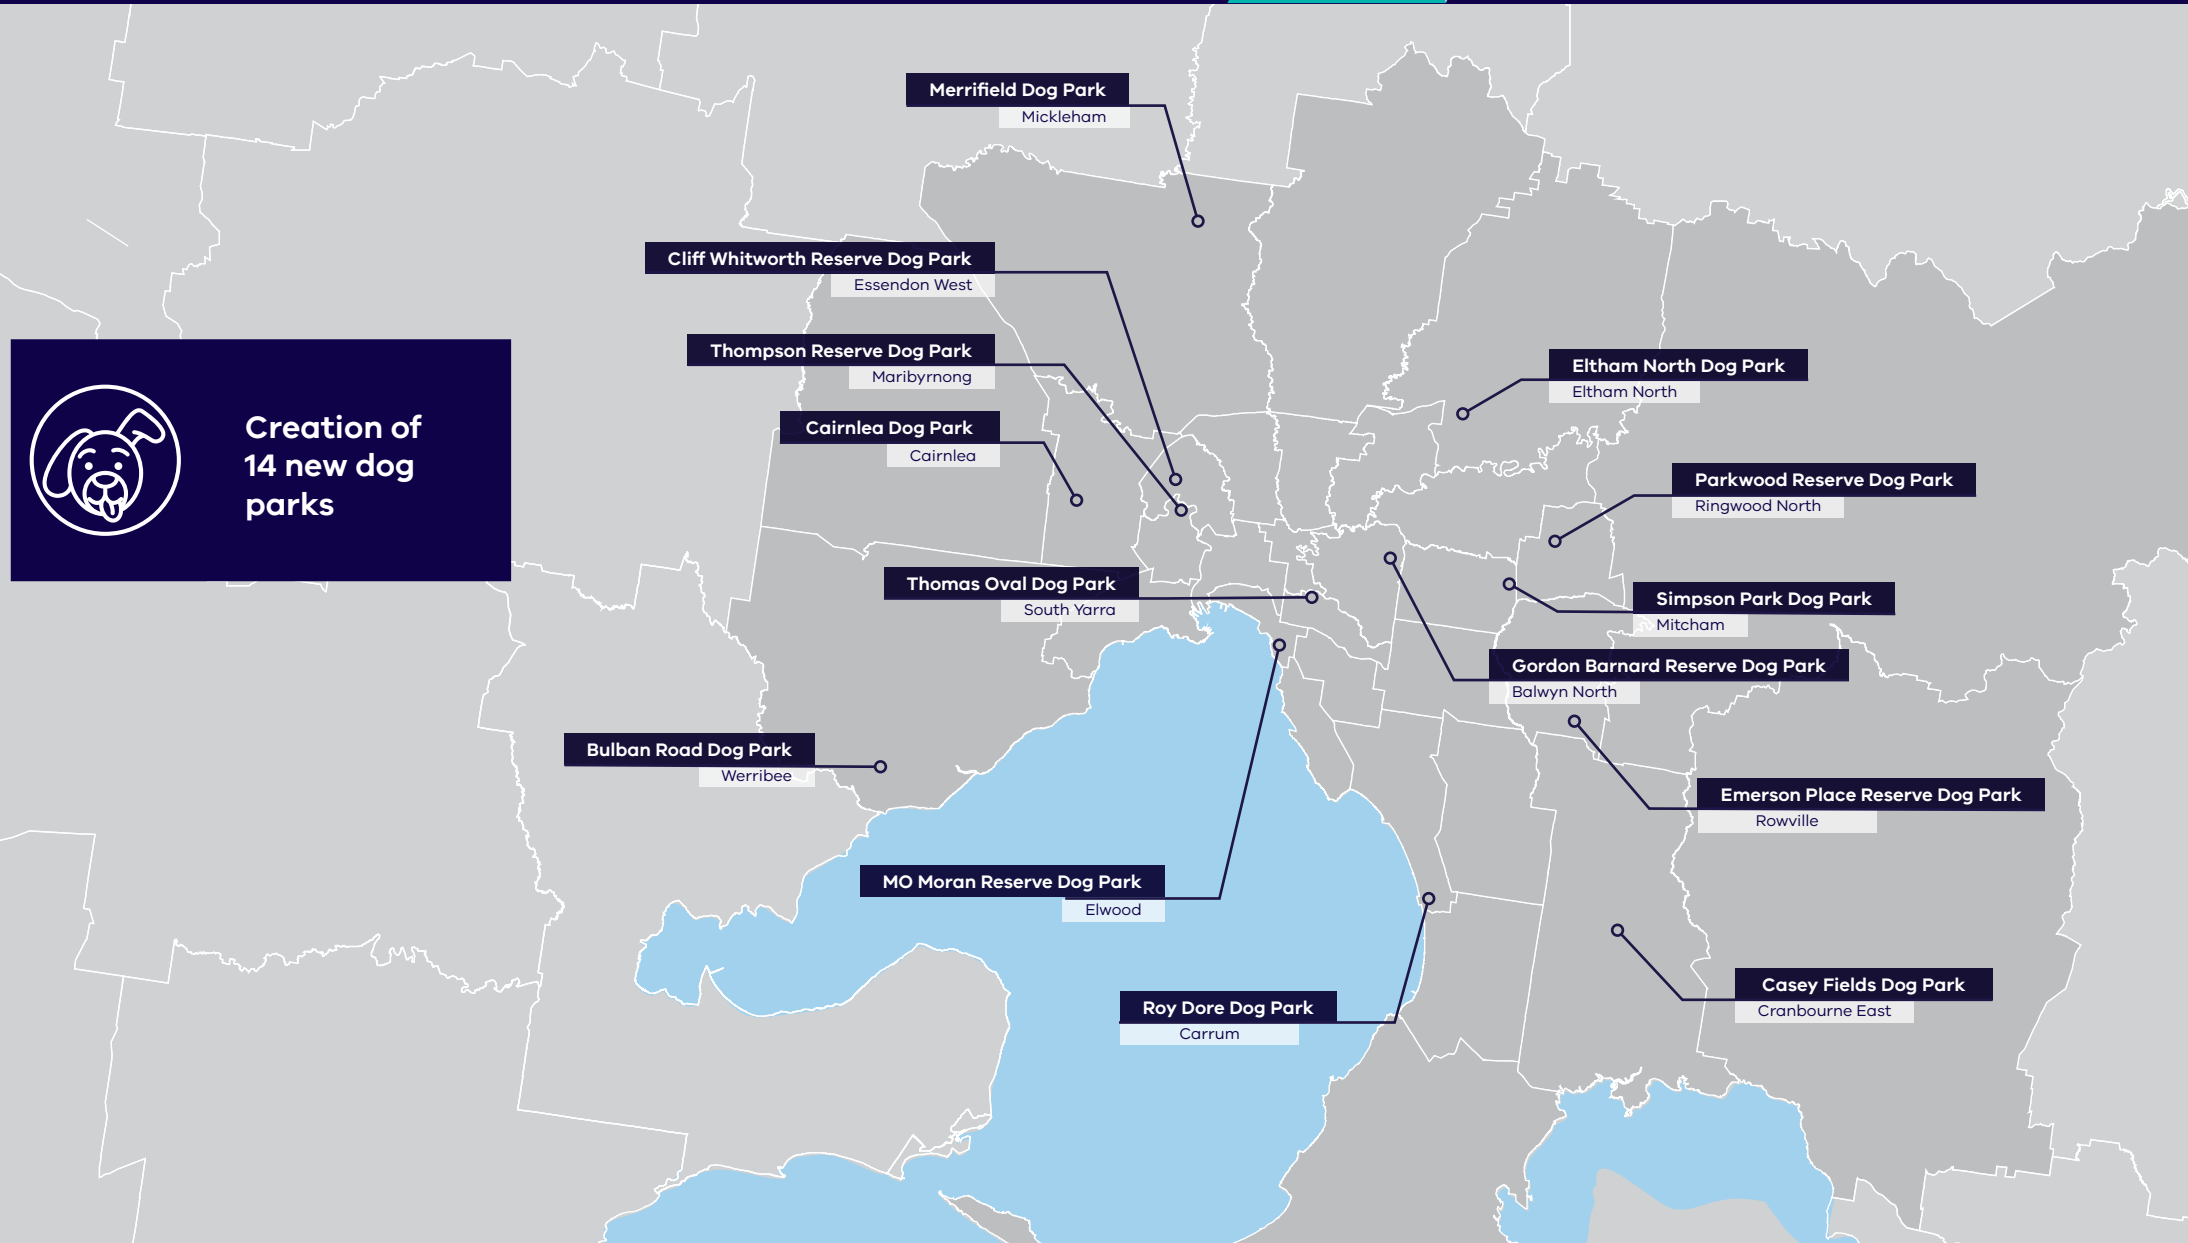 Merrifield Dog Park
Mickleham
Cliff Whitworth Reserve Dog Park
Essendon West
Thompson Reserve Dog Park
Maribyrnong
Cairnlea Dog Park
Cairnlea
Creation of
14 new dog
parks
Eltham North Dog Park
Eltham North
Parkwood Reserve Dog Park
Ringwood North
Thomas Oval Dog Park
South Yarra
Simpson Park Dog Park
Mitcham
Gordon Barnard Reserve Dog Park
Balwyn North
Bulban Road Dog Park
Werribee
Emerson Place Reserve Dog Park
Rowville
MO Moran Reserve Dog Park
Elwood
Casey Fields Dog Park
Cranbourne East
Roy Dore Dog Park
Carrum